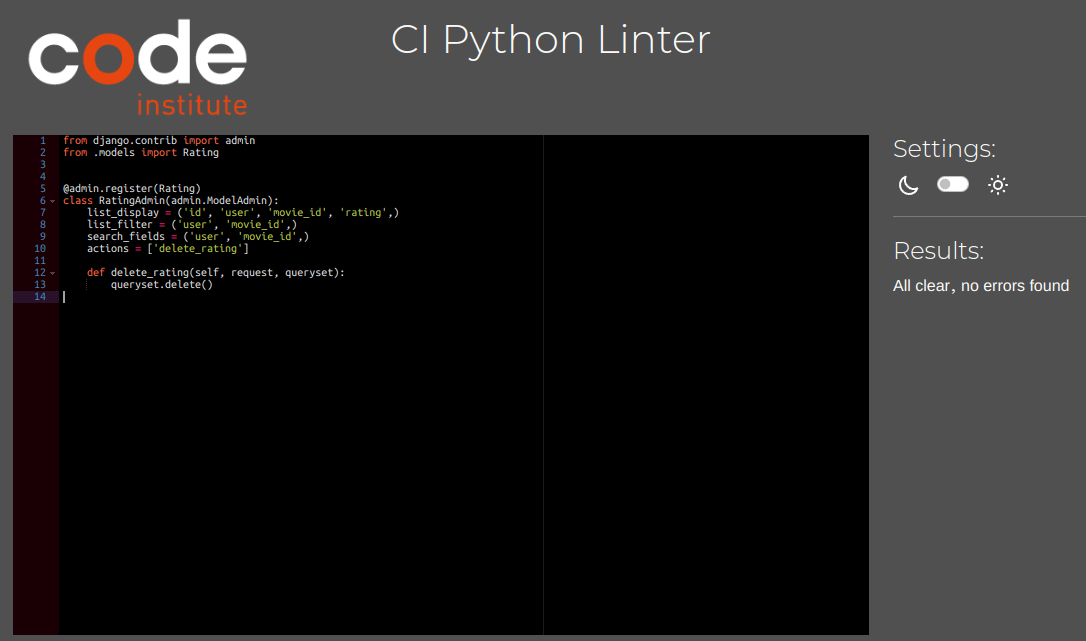 code
institute
CI Python Linter
1 from django.contrib import admin
2 from .models import Rating
3
4
5 @admin.register(Rating)
6 class RatingAdmin(admin.ModelAdmin):
7     list_display = ('id', 'user', 'movie_id', 'rating',)
8     list_filter = ('user', 'movie_id',)
9     search_fields = ('user', 'movie_id',)
10     actions = ['delete_rating']
11
12     def delete_rating(self, request, queryset):
13         queryset.delete()
14
Settings:
Results:
All clear, no errors found